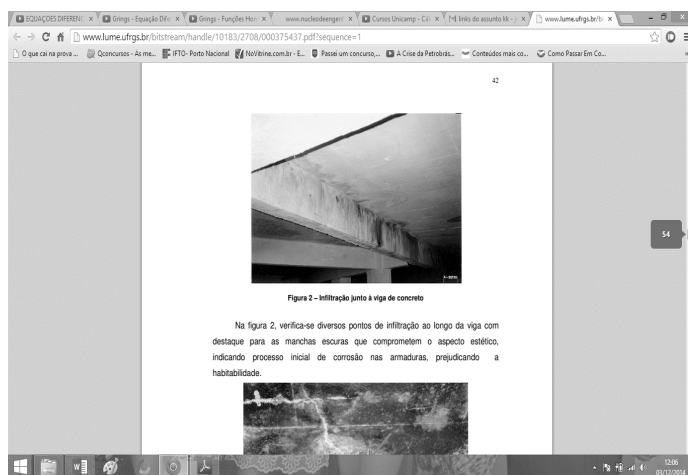 EQUAÇÕES DIFERENC
Grings - Equação Dife
Grings - Funções Hom
www.nucleodeengenh
Cursos Unicamp - Cál
links do assunto kk - j
www.lume.ufrgs.br/bi
www.lume.ufrgs.br/bitstream/handle/10183/2708/000375437.pdf?sequence=1
O que cai na prova ...
Qconcursos - As me...
IFTO- Porto Nacional
NoVitrine.com.br - E...
Passei um concurso,...
A Crise da Petrobrás...
Conteúdos mais co...
Como Passar Em Co...
42
54
Figura 2 – Infiltração junto à viga de concreto
Na figura 2, verifica-se diversos pontos de infiltração ao longo da viga com
destaque para as manchas escuras que comprometem o aspecto estético,
indicando processo inicial de corrosão nas armaduras, prejudicando a
habitabilidade.
12:06
03/12/2014